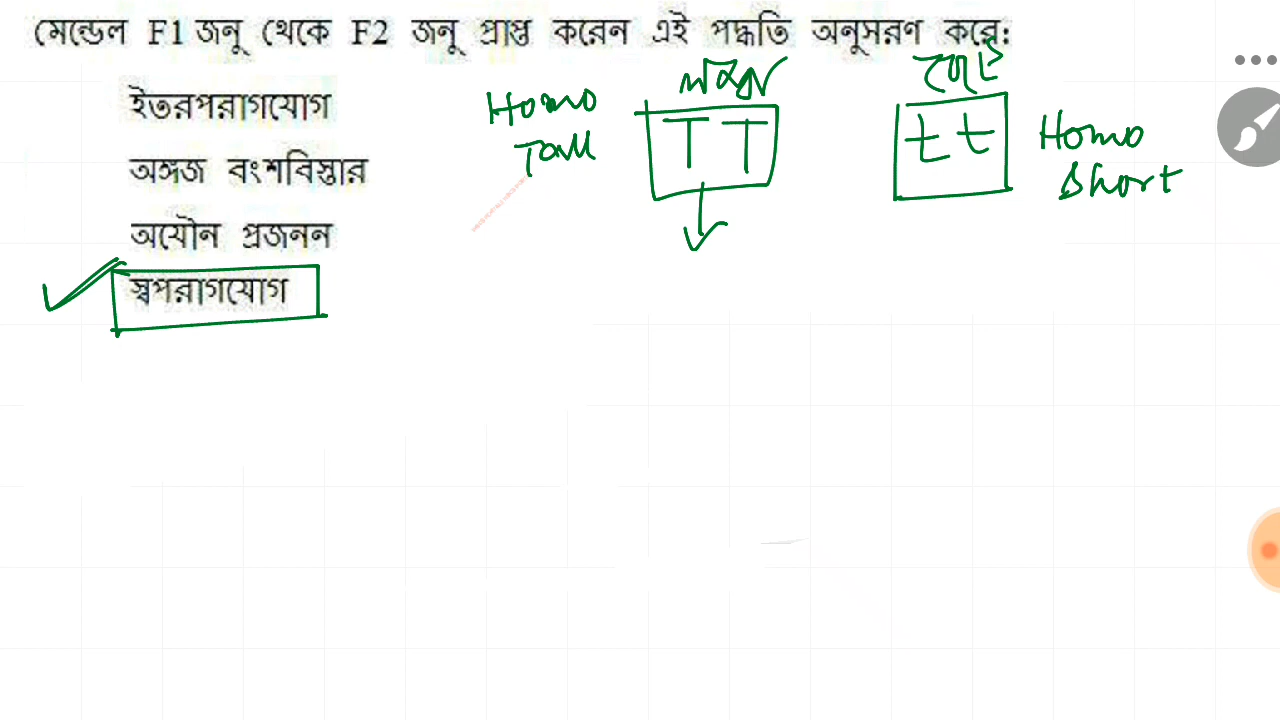 মেন্ডেল F1 জনু থেকে F2 জনু প্রাপ্ত করেন এই পদ্ধতি অনুসরণ করে:
ইতরপরাগযোগ
অঙ্গজ বংশবিস্তার
অযৌন প্রজনন
স্বপরাগযোগ
Homo
Tall
TT
tt
Homo
Short